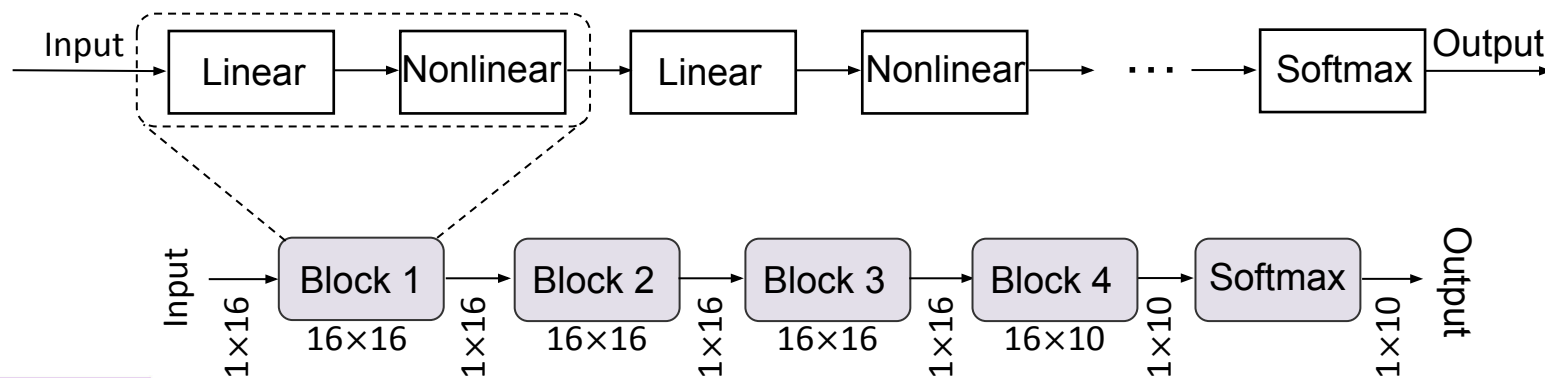 Input
Linear
Nonlinear
Linear
Nonlinear
...
Softmax
Output
Input
1×16
Block 1
16×16
1×16
Block 2
16×16
1×16
Block 3
16×16
1×16
Block 4
16×10
1×10
Softmax
1×10
Output